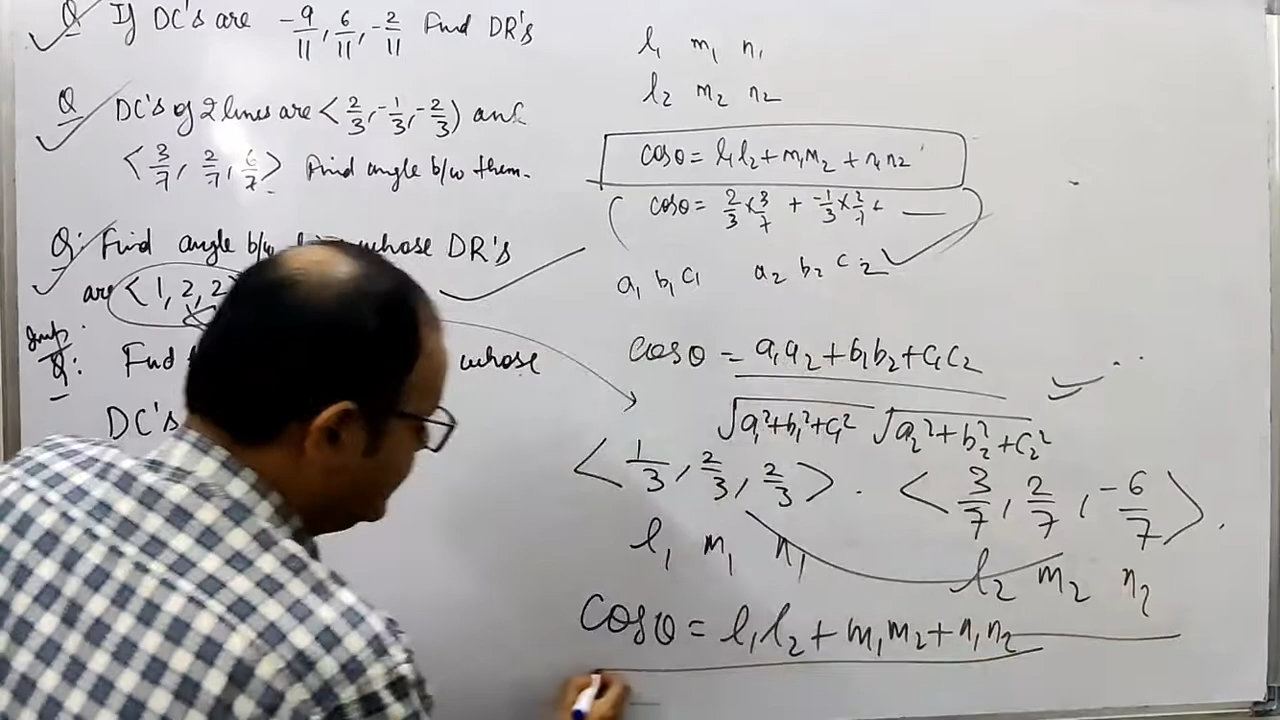 Q If DC's are -9/11, 6/11, -2/11 Find DR's
Q DC's of 2 lines are < 2/3, -1/3, -2/3 ) and
< 3/7, 2/7, 6/7 > Find angle b/w them.
Q: Find angle b/w whose DR's
are < 1, 2, 2
Imp
Q: Find whose
DC's
l₁ m₁ n₁
l₂ m₂ n₂
cosθ = l₁l₂ + m₁m₂ + n₁n₂
cosθ = 2/3 × 3/7 + -1/3 × 2/7 +
a₁ b₁ c₁ a₂ b₂ c₂
cosθ = a₁a₂ + b₁b₂ + c₁c₂
√a₁²+b₁²+c₁² √a₂²+b₂²+c₂²
< 1/3, 2/3, 2/3 > . < 3/7, 2/7, -6/7 > .
l₁ m₁ n₁ l₂ m₂ n₂
cosθ = l₁l₂ + m₁m₂ + n₁n₂